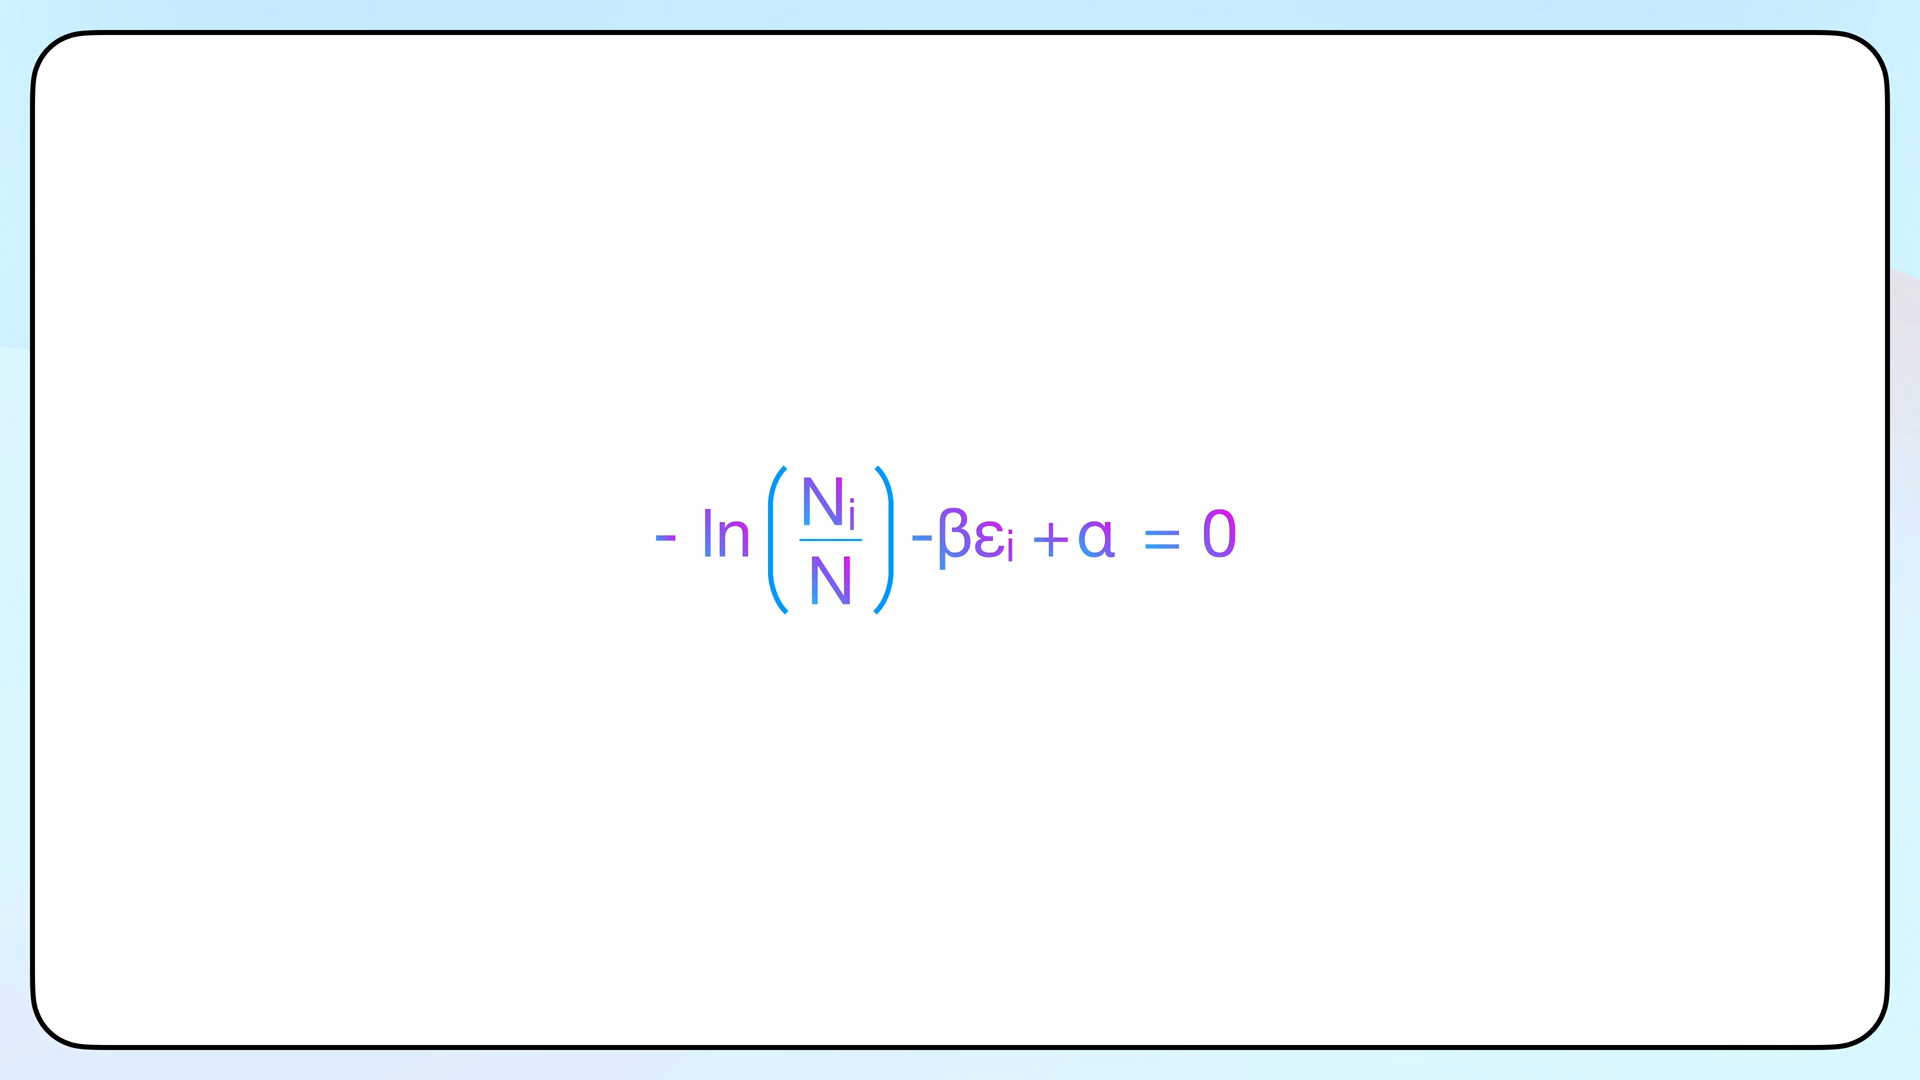 - ln(Nᵢ/N) -βεᵢ +α = 0